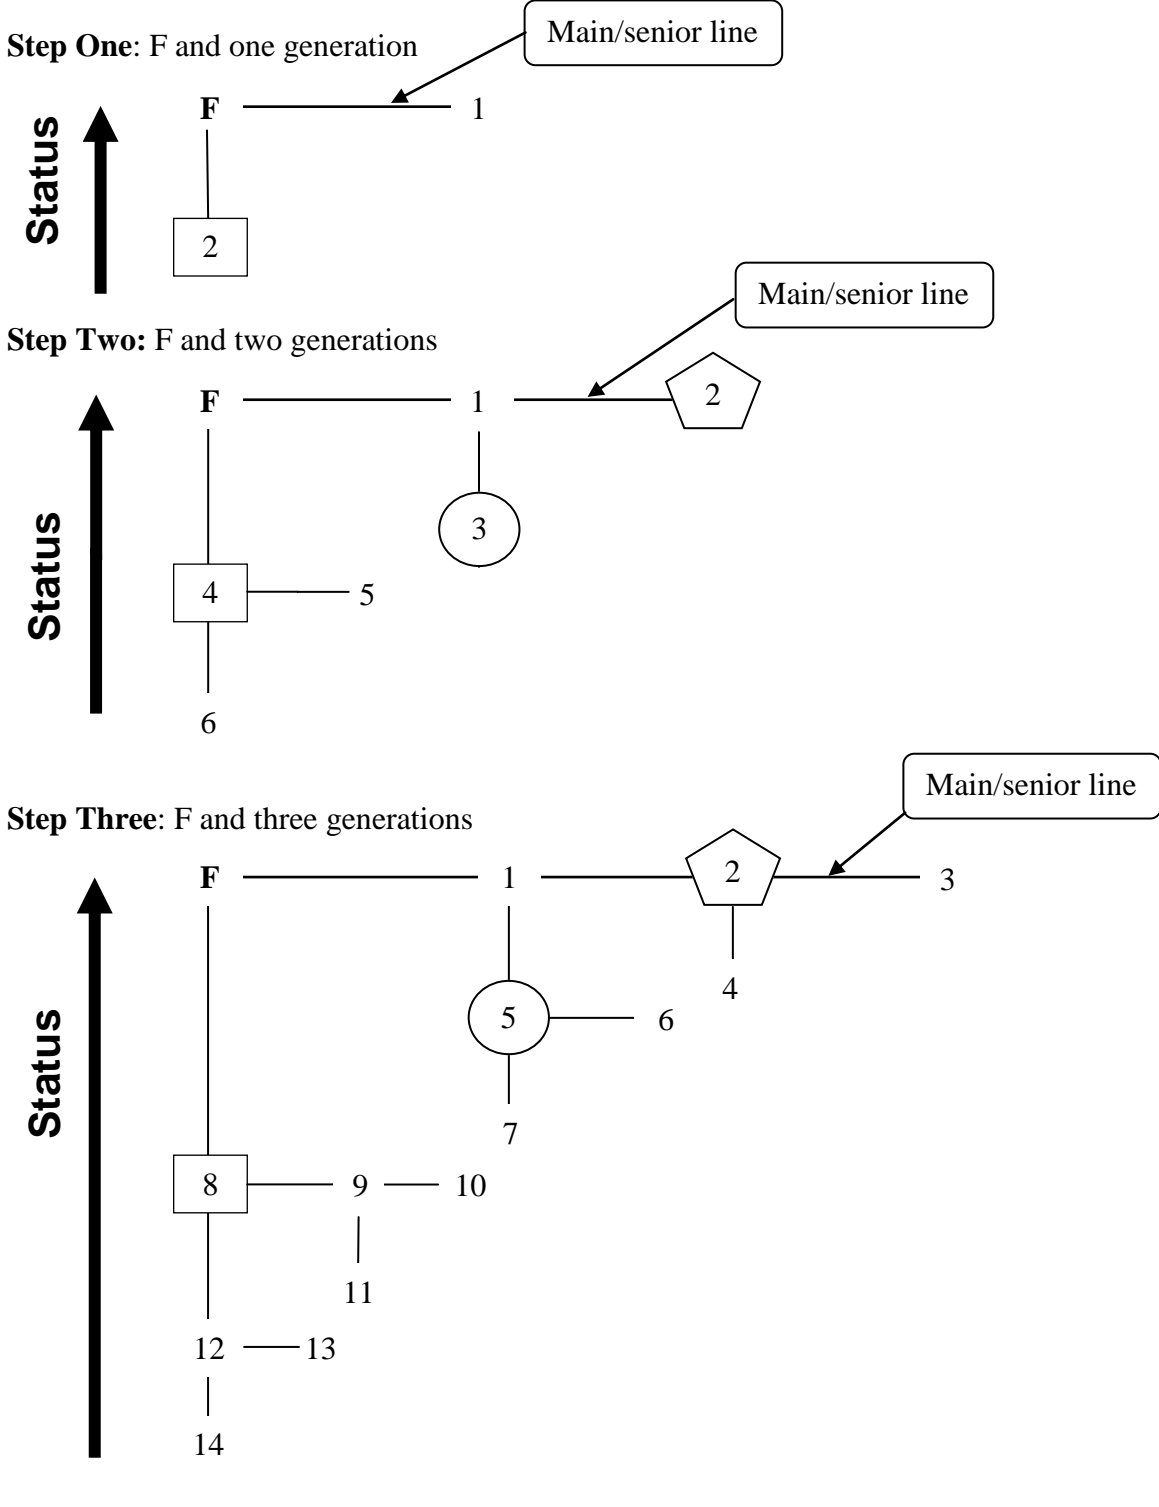 Main/senior line
Step One: F and one generation
Status
F 1
2
Main/senior line
Step Two: F and two generations
Status
F 1 2
3
4 5
6
Main/senior line
Step Three: F and three generations
Status
F 1 2 3
4
5 6
7
8 9 10
11
12 13
14